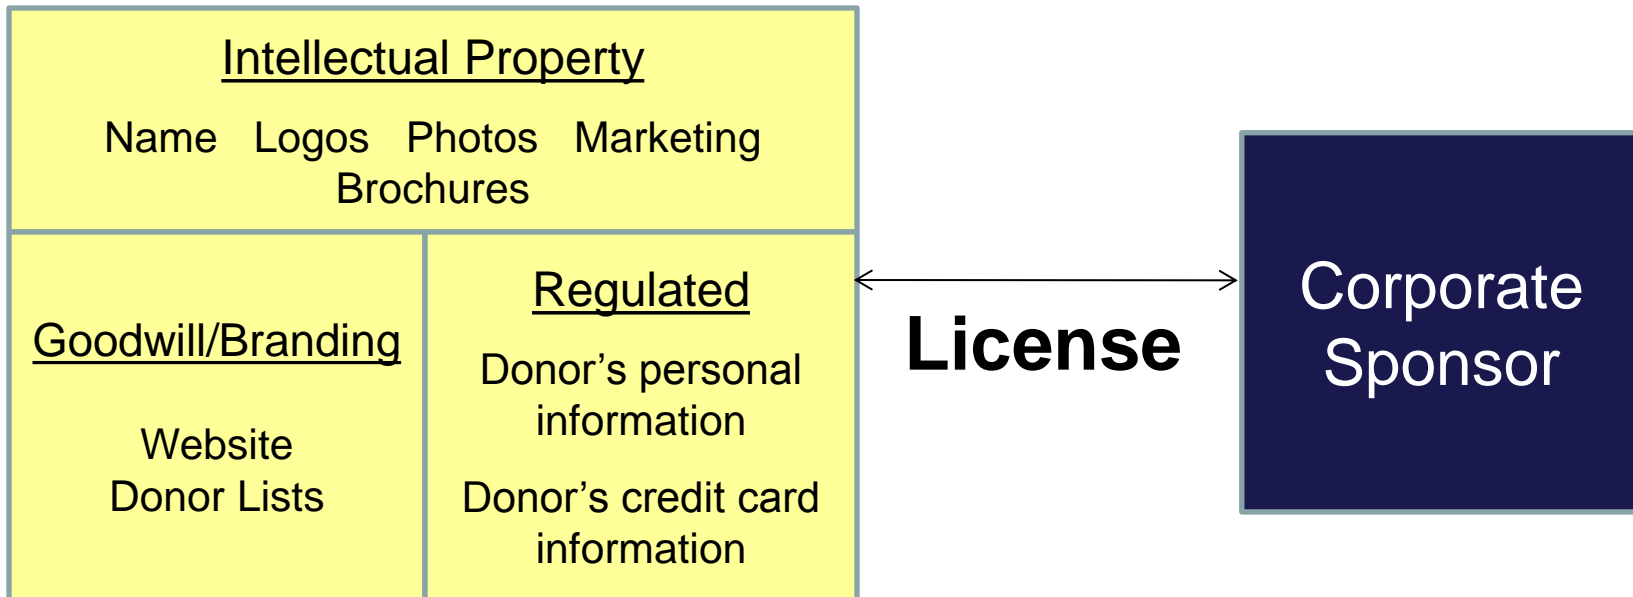 Intellectual Property
Name Logos Photos Marketing
Brochures
Goodwill/Branding
Website
Donor Lists
Regulated
Donor’s personal
information
Donor’s credit card
information
License
Corporate
Sponsor